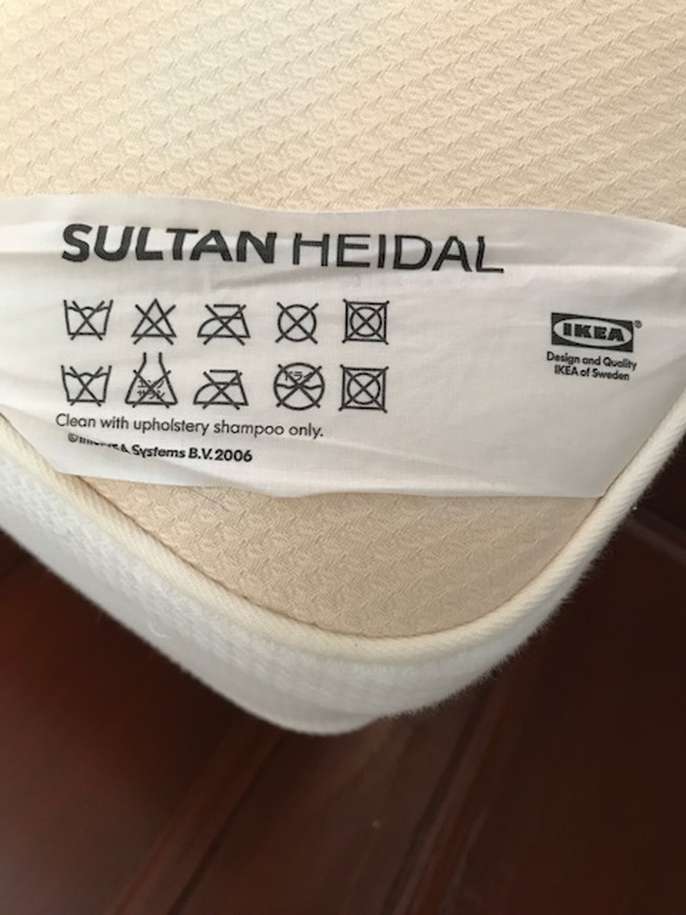 SULTAN HEIDAL
IKEA®
Design and Quality
IKEA of Sweden
Clean with upholstery shampoo only.
Systems B.V. 2006